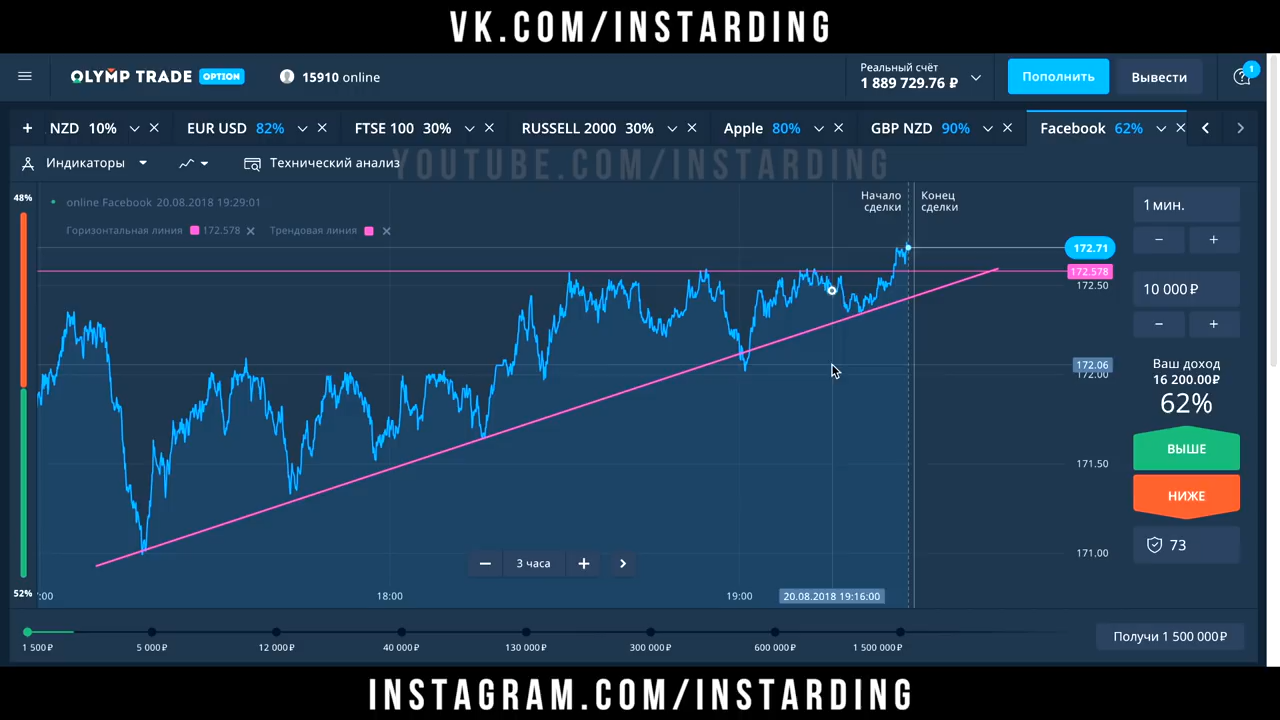 VK.COM/INSTARDING
OLYMP TRADE OPTION
15910 online
Реальный счёт
1 889 729.76 ₽
Пополнить
Вывести
1
NZD 10%
EUR USD 82%
FTSE 100 30%
RUSSELL 2000 30%
Apple 80%
GBP NZD 90%
Facebook 62%
Индикаторы
Технический анализ
YOUTUBE.COM/INSTARDING
48%
online Facebook 20.08.2018 19:29:01
Горизонтальная линия 172.578
Трендовая линия
Начало сделки
Конец сделки
172.71
172.578
172.50
172.06
172.00
171.50
171.00
1 мин.
− +
10 000 ₽
− +
Ваш доход
16 200.00 ₽
62%
ВЫШЕ
НИЖЕ
73
− 3 часа +
52%
:00
18:00
19:00
20.08.2018 19:16:00
1 500 ₽
5 000 ₽
12 000 ₽
40 000 ₽
130 000 ₽
300 000 ₽
600 000 ₽
1 500 000 ₽
Получи 1 500 000 ₽
INSTAGRAM.COM/INSTARDING